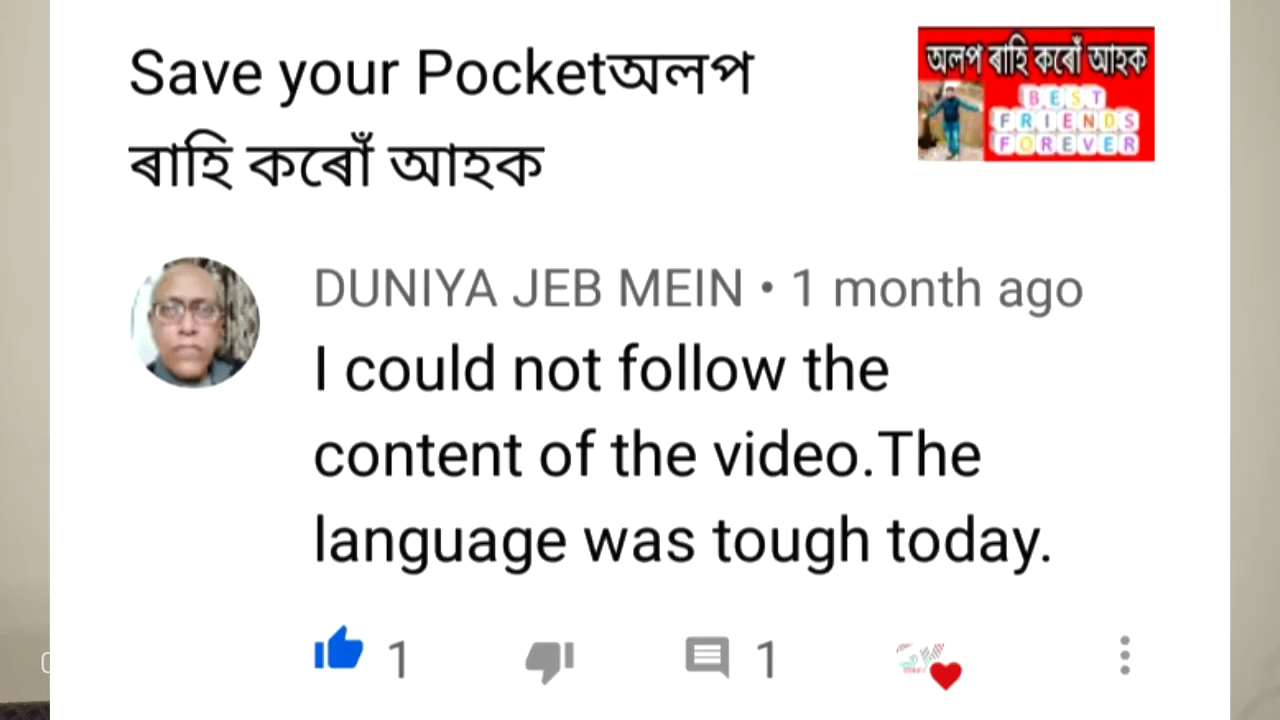 Save your Pocketঅলপ
ৰাহি কৰোঁ আহক
অলপ ৰাহি কৰোঁ আহক
BEST
FRIENDS
FOREVER
DUNIYA JEB MEIN • 1 month ago
I could not follow the
content of the video.The
language was tough today.
1
1